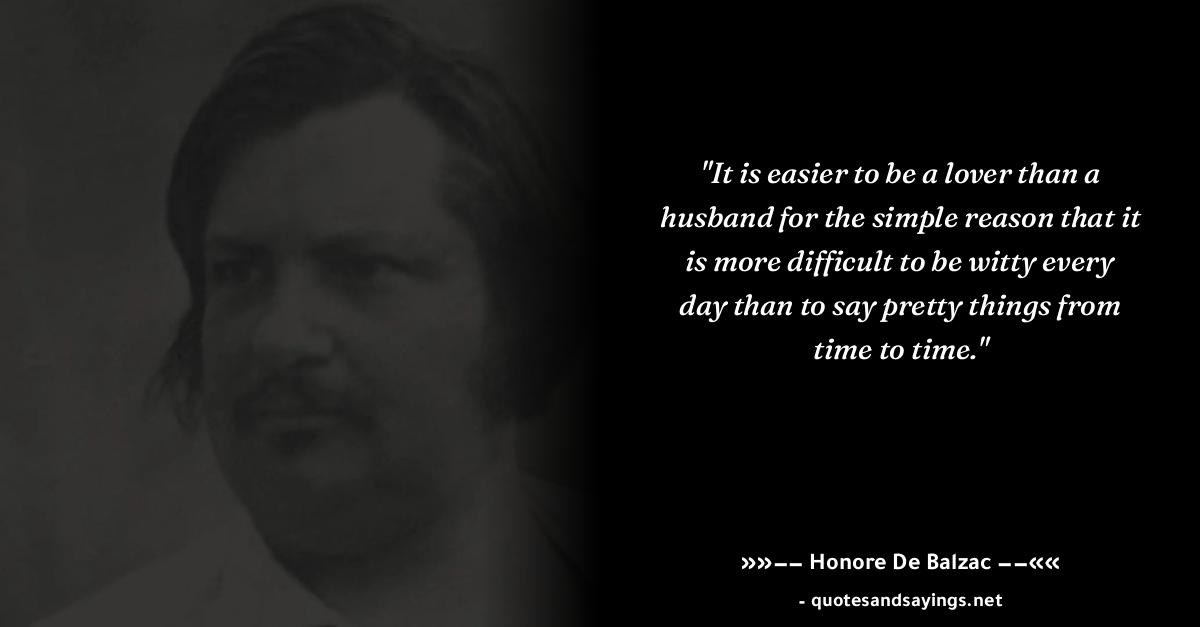 "It is easier to be a lover than a
husband for the simple reason that it
is more difficult to be witty every
day than to say pretty things from
time to time."
»»–– Honore De Balzac ––««
- quotesandsayings.net